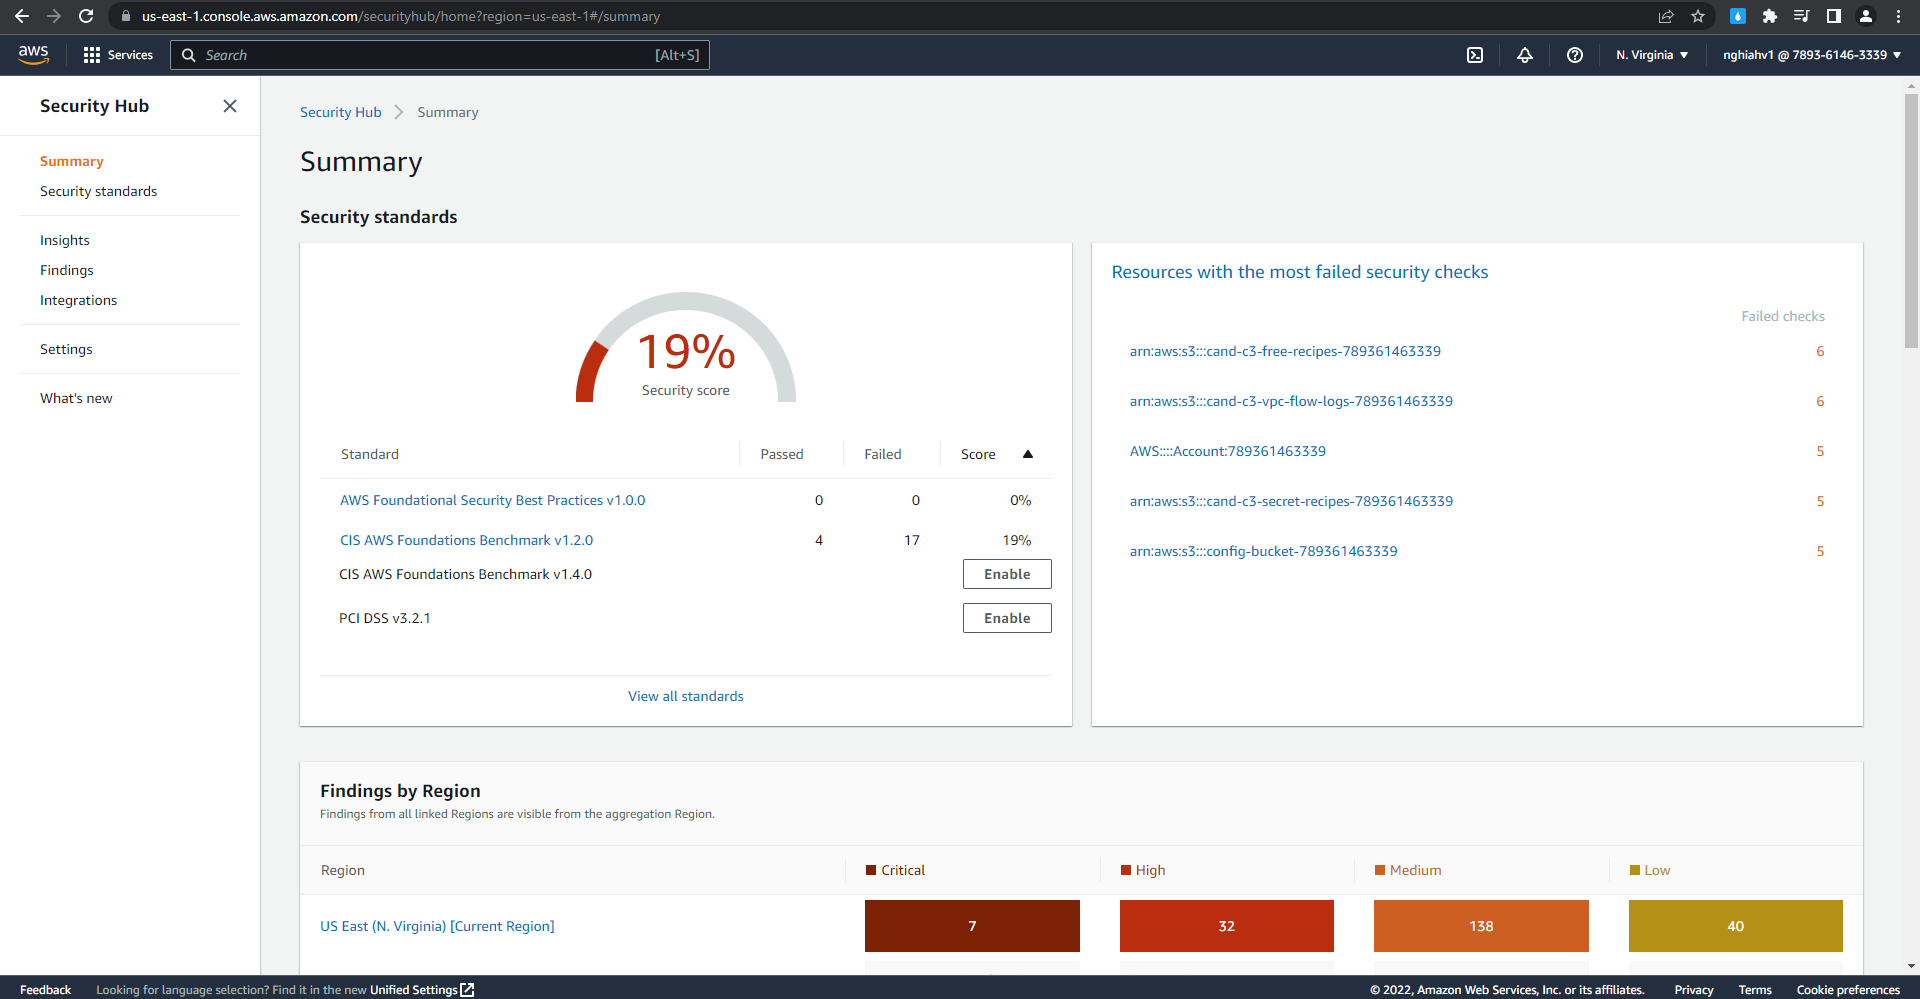 us-east-1.console.aws.amazon.com/securityhub/home?region=us-east-1#/summary
aws
Services
Search
[Alt+S]
N. Virginia
nghiahv1 @ 7893-6146-3339
Security Hub
Summary
Security standards
Insights
Findings
Integrations
Settings
What's new
Security Hub
Summary
Summary
Security standards
19%
Security score
Standard Passed Failed Score
AWS Foundational Security Best Practices v1.0.0 0 0 0%
CIS AWS Foundations Benchmark v1.2.0 4 17 19%
CIS AWS Foundations Benchmark v1.4.0 Enable
PCI DSS v3.2.1 Enable
View all standards
Resources with the most failed security checks
Failed checks
arn:aws:s3:::cand-c3-free-recipes-789361463339 6
arn:aws:s3:::cand-c3-vpc-flow-logs-789361463339 6
AWS::::Account:789361463339 5
arn:aws:s3:::cand-c3-secret-recipes-789361463339 5
arn:aws:s3:::config-bucket-789361463339 5
Findings by Region
Findings from all linked Regions are visible from the aggregation Region.
Region Critical High Medium Low
US East (N. Virginia) [Current Region] 7 32 138 40
Feedback
Looking for language selection? Find it in the new Unified Settings
© 2022, Amazon Web Services, Inc. or its affiliates.
Privacy
Terms
Cookie preferences